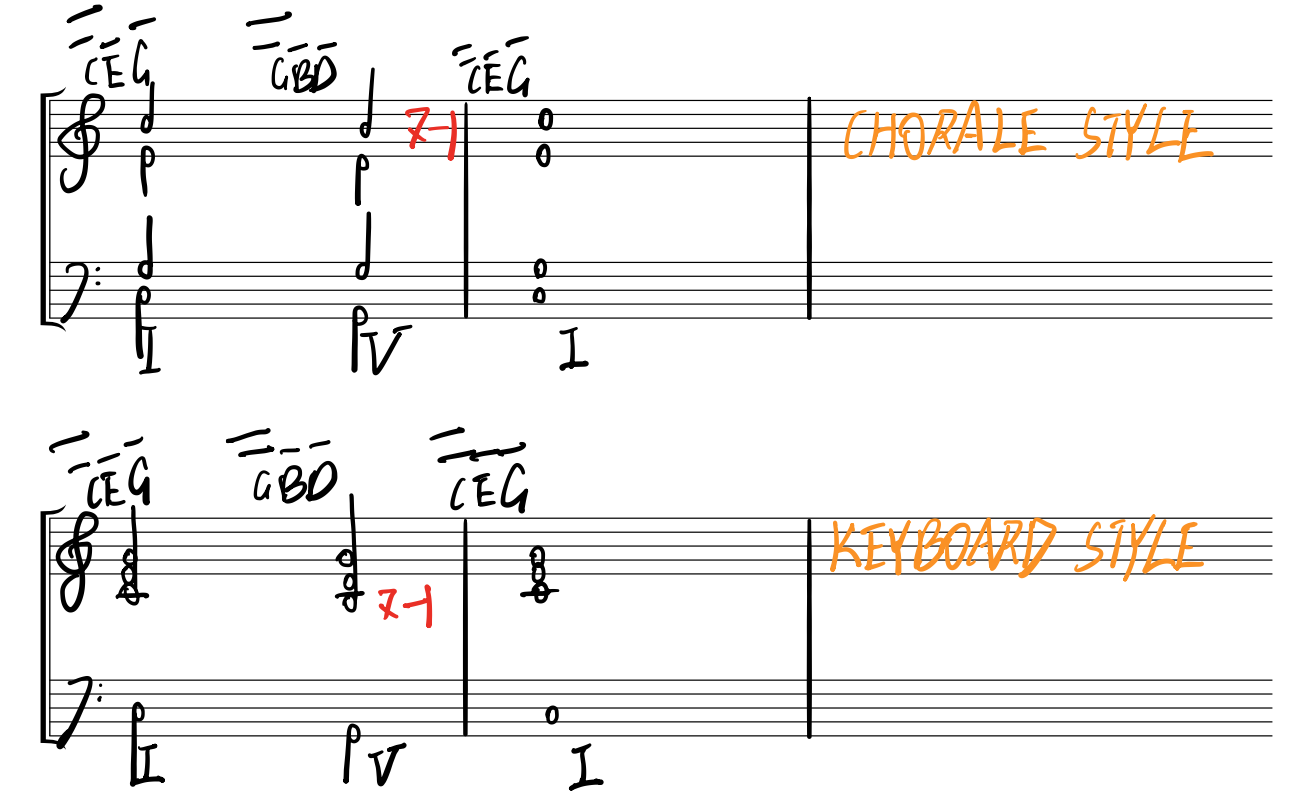 CEG GBD CEG
7-1 CHORALE STYLE
I V I
CEG GBD CEG
KEYBOARD STYLE
7-1
I V I